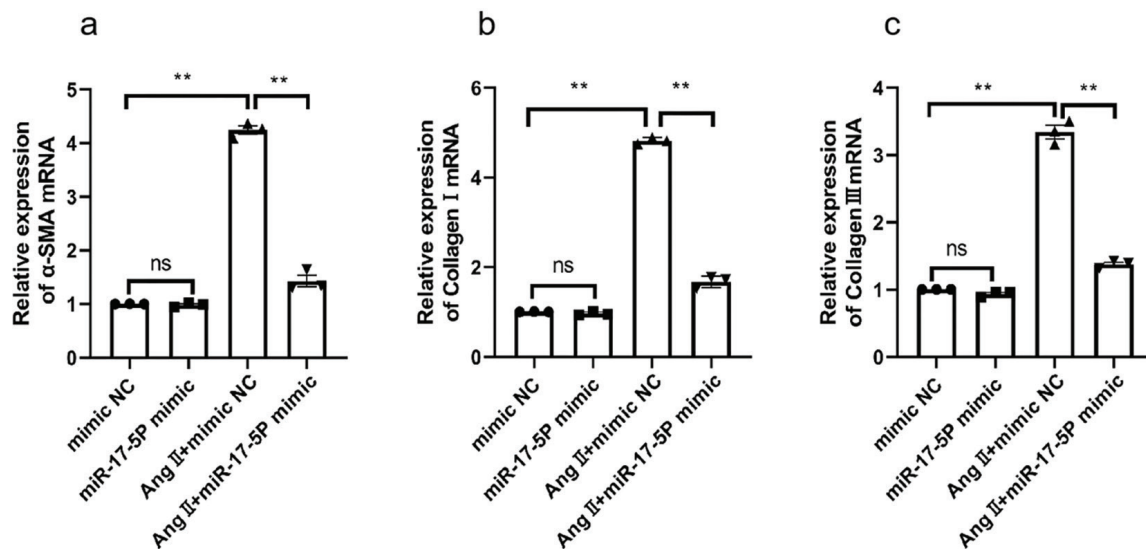 a
Relative expression
of α-SMA mRNA
5
4
3
2
1
0
**
**
ns
mimic NC
miR-17-5P mimic
Ang Ⅱ+mimic NC
Ang Ⅱ+miR-17-5P mimic
b
Relative expression
of Collagen Ⅰ mRNA
6
4
2
0
**
**
ns
mimic NC
miR-17-5P mimic
Ang Ⅱ+mimic NC
Ang Ⅱ+miR-17-5P mimic
c
Relative expression
of Collagen Ⅲ mRNA
4
3
2
1
0
**
**
ns
mimic NC
miR-17-5P mimic
Ang Ⅱ+mimic NC
Ang Ⅱ+miR-17-5P mimic